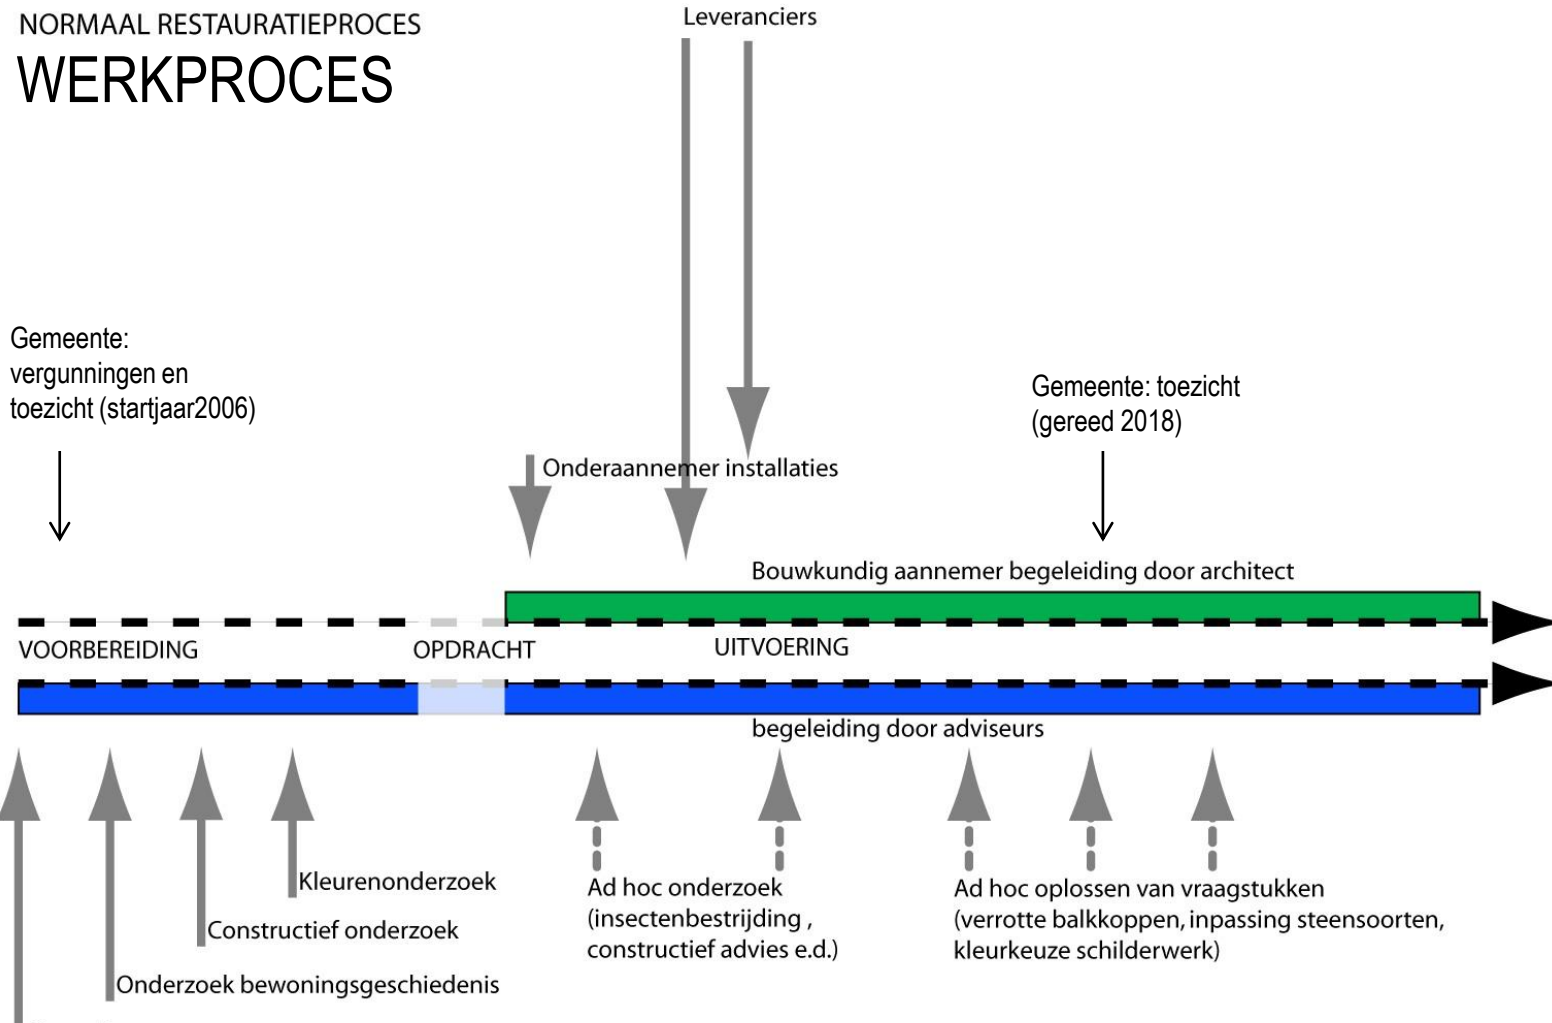 NORMAAL RESTAURATIEPROCES
WERKPROCES
Leveranciers
Gemeente:
vergunningen en
toezicht (startjaar2006)
Gemeente: toezicht
(gereed 2018)
Onderaannemer installaties
Bouwkundig aannemer begeleiding door architect
VOORBEREIDING
OPDRACHT
UITVOERING
begeleiding door adviseurs
Kleurenonderzoek
Constructief onderzoek
Onderzoek bewoningsgeschiedenis
Ad hoc onderzoek
(insectenbestrijding ,
constructief advies e.d.)
Ad hoc oplossen van vraagstukken
(verrotte balkkoppen, inpassing steensoorten,
kleurkeuze schilderwerk)